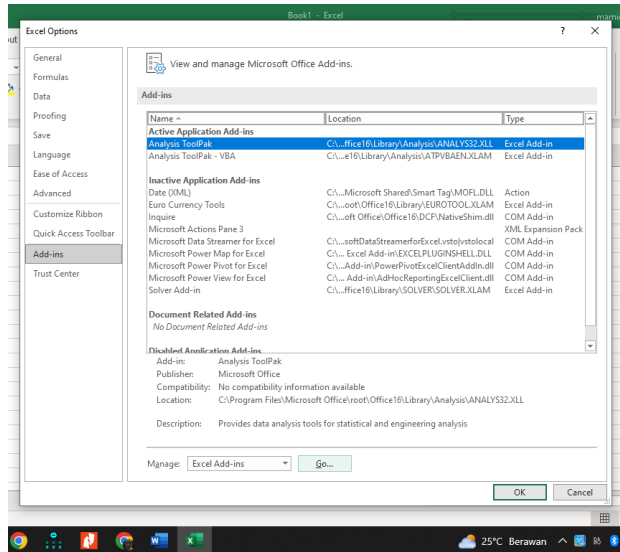 Book1 - Excel
Excel Options
?
General
Formulas
Data
Proofing
Save
Language
Ease of Access
Advanced
Customize Ribbon
Quick Access Toolbar
Add-ins
Trust Center
View and manage Microsoft Office Add-ins.
Add-ins
Name Location Type
Active Application Add-ins
Analysis ToolPak C:\...ffice16\Library\Analysis\ANALYS32.XLL Excel Add-in
Analysis ToolPak - VBA C:\...e16\Library\Analysis\ATPVBAEN.XLAM Excel Add-in
Inactive Application Add-ins
Date (XML) C:\...Microsoft Shared\Smart Tag\MOFL.DLL Action
Euro Currency Tools C:\...oot\Office16\Library\EUROTOOL.XLAM Excel Add-in
Inquire C:\...oft Office\Office16\DCF\NativeShim.dll COM Add-in
Microsoft Actions Pane 3 XML Expansion Pack
Microsoft Data Streamer for Excel C:\...softDataStreamerforExcel.vsto|vstolocal COM Add-in
Microsoft Power Map for Excel C:\... Excel Add-in\EXCELPLUGINSHELL.DLL COM Add-in
Microsoft Power Pivot for Excel C:\...Add-in\PowerPivotExcelClientAddIn.dll COM Add-in
Microsoft Power View for Excel C:\... Add-in\AdHocReportingExcelClient.dll COM Add-in
Solver Add-in C:\...ffice16\Library\SOLVER\SOLVER.XLAM Excel Add-in
Document Related Add-ins
No Document Related Add-ins
Disabled Application Add-ins
Add-in: Analysis ToolPak
Publisher: Microsoft Office
Compatibility: No compatibility information available
Location: C:\Program Files\Microsoft Office\root\Office16\Library\Analysis\ANALYS32.XLL
Description: Provides data analysis tools for statistical and engineering analysis
Manage: Excel Add-ins Go...
OK Cancel
25°C Berawan